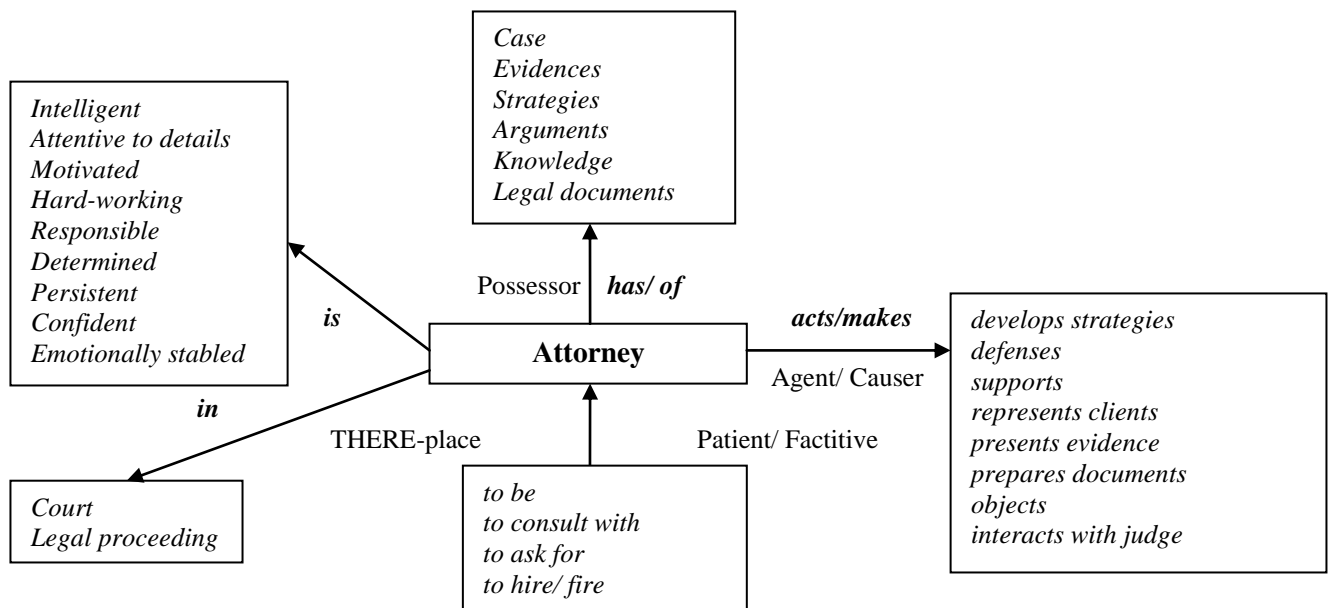 Case
Evidences
Strategies
Arguments
Knowledge
Legal documents
Intelligent
Attentive to details
Motivated
Hard-working
Responsible
Determined
Persistent
Confident
Emotionally stabled
Possessor has/ of
is
acts/makes
Attorney
Agent/ Causer
develops strategies
defenses
supports
represents clients
presents evidence
prepares documents
objects
interacts with judge
in
THERE-place
Patient/ Factitive
Court
Legal proceeding
to be
to consult with
to ask for
to hire/ fire